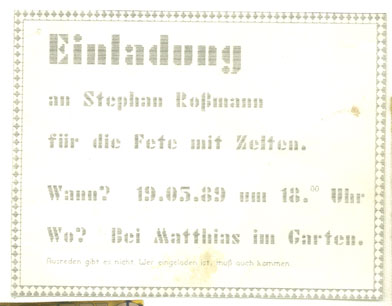 Einladung
an Stephan Roßmann
für die Fete mit Zelten.
Wann? 19.05.89 um 18.⁰⁰ Uhr
Wo? Bei Matthias im Garten.
Ausreden gibt es nicht. Wer eingeladen ist, muß auch kommen